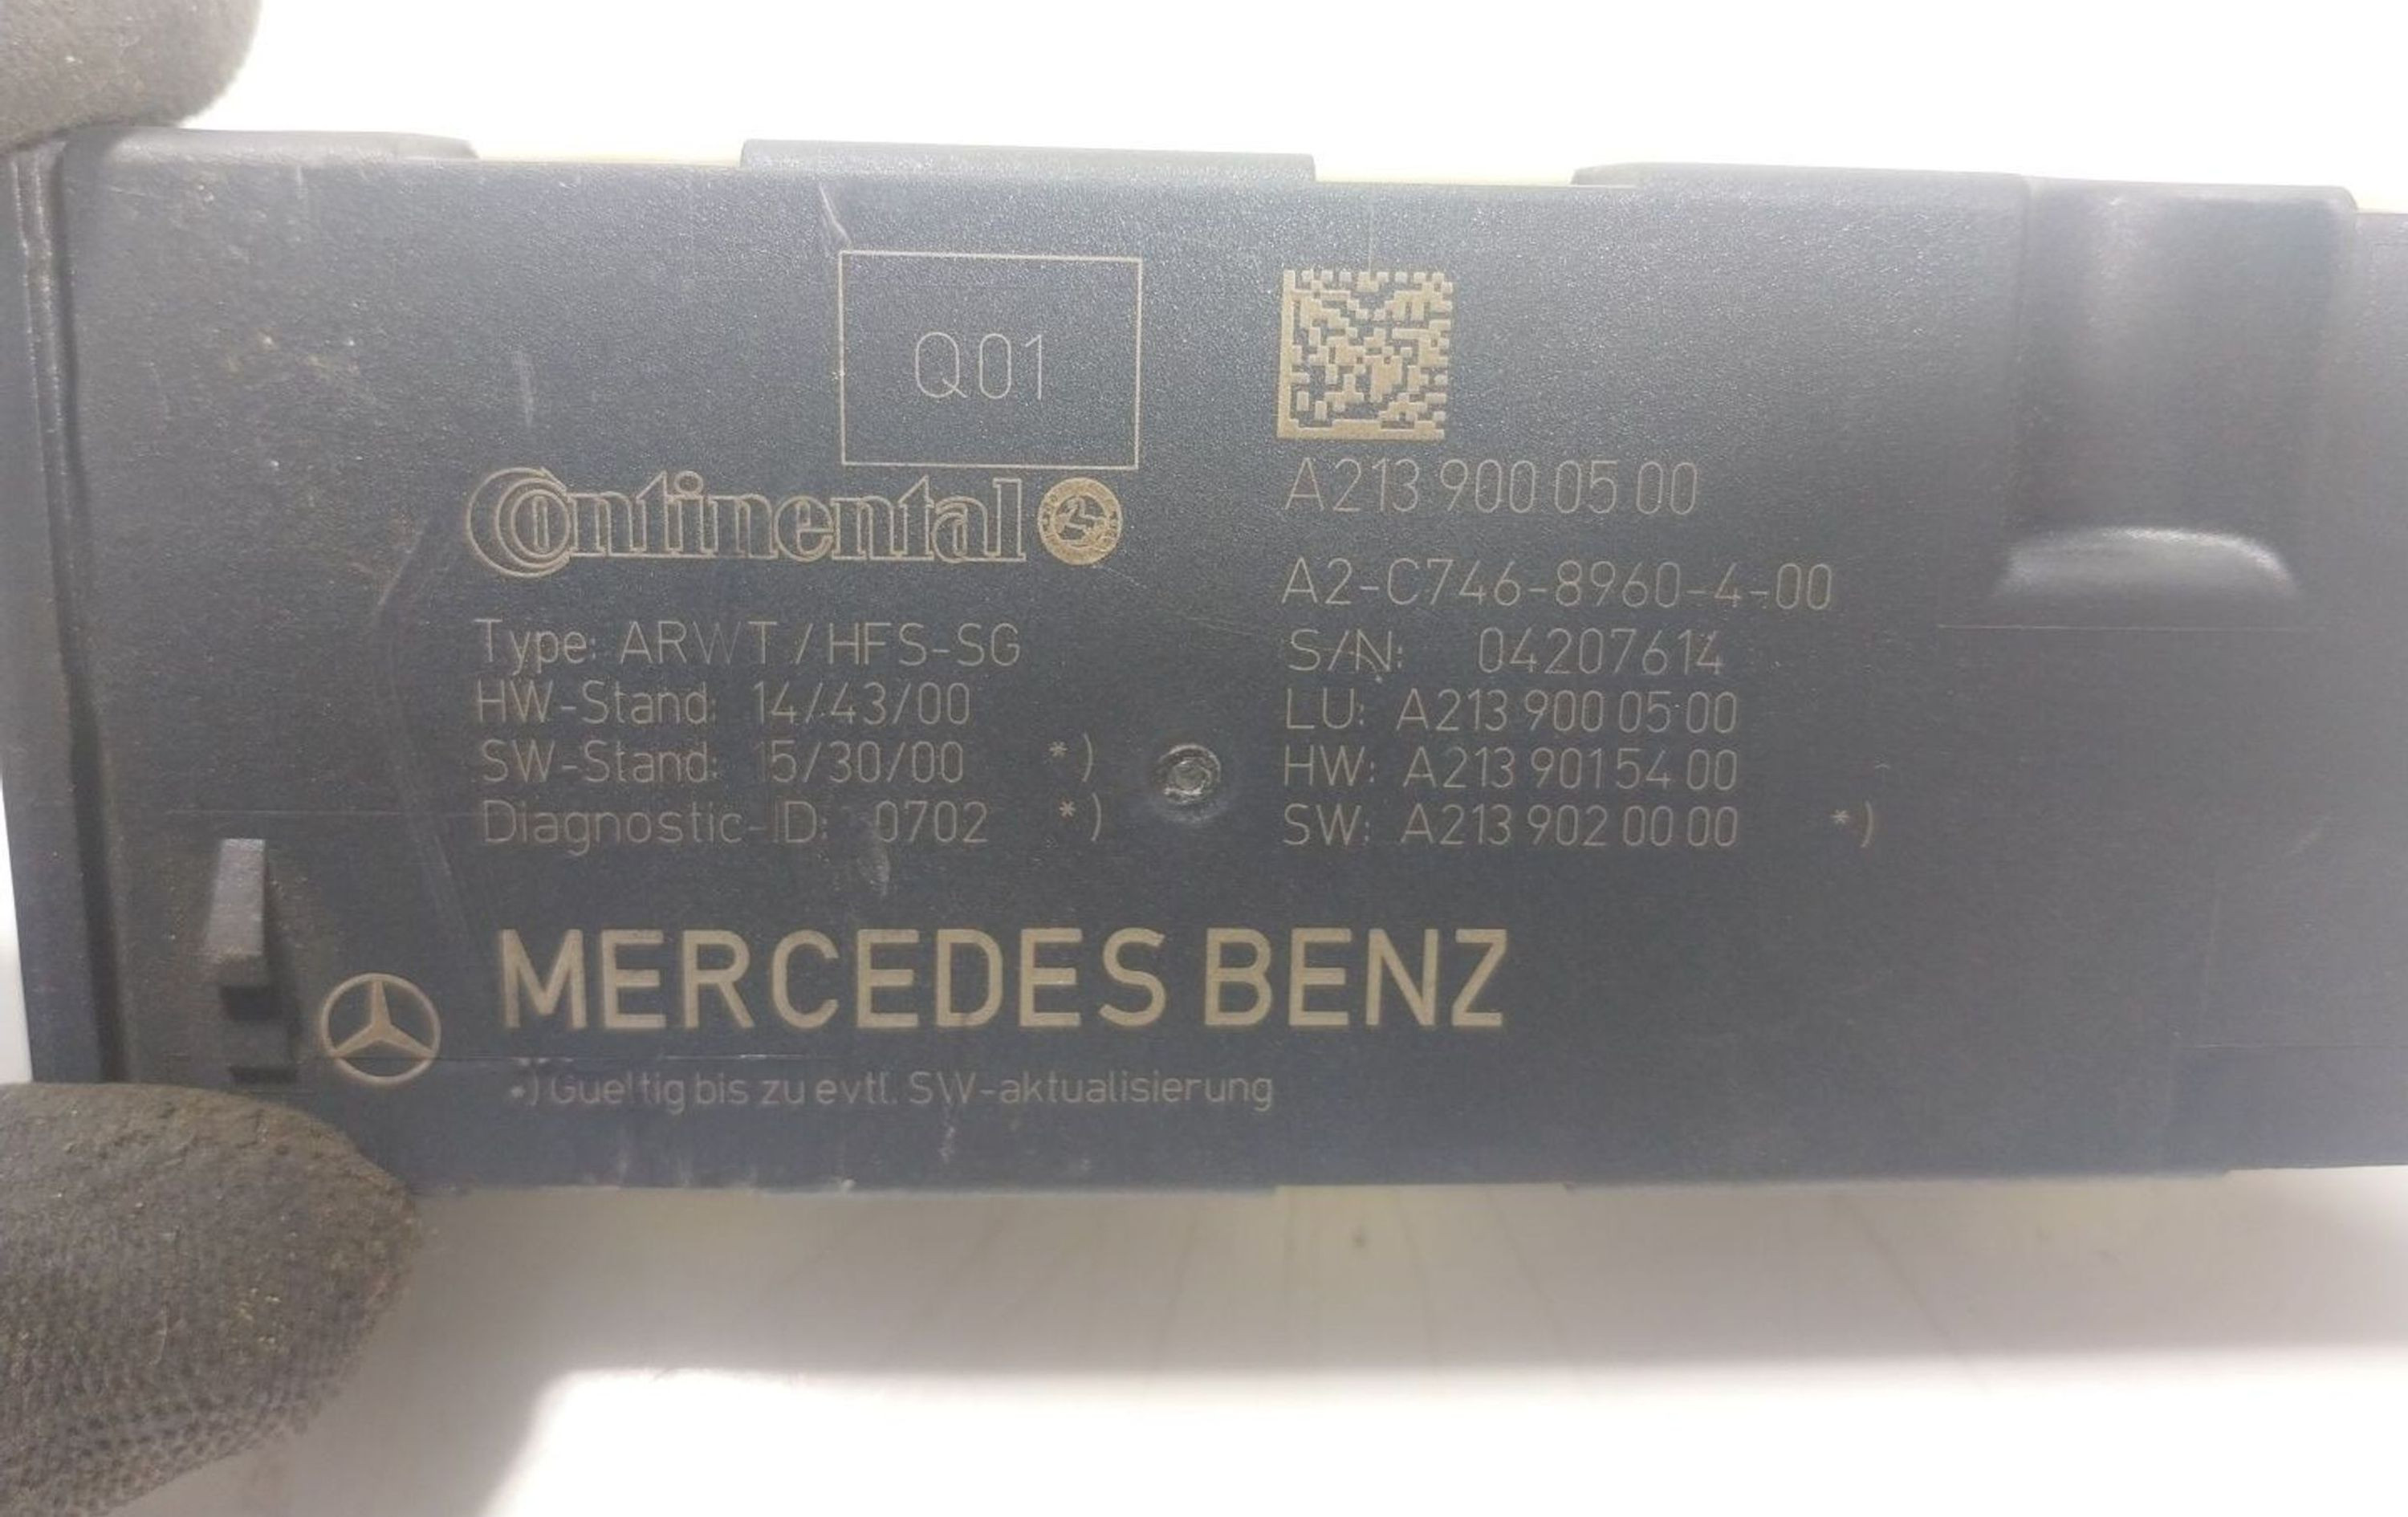 Q01
Continental
Type: ARWT/HFS-SG
HW-Stand: 14/43/00
SW-Stand: 15/30/00 *)
Diagnostic-ID: 0702 *)
A213 900 05 00
A2-C746-8960-4-00
S/N: 04207614
LU: A213 900 05 00
HW: A213 901 54 00
SW: A213 902 00 00 *)
MERCEDES BENZ
*) Gueltig bis zu evtl. SW-aktualisierung